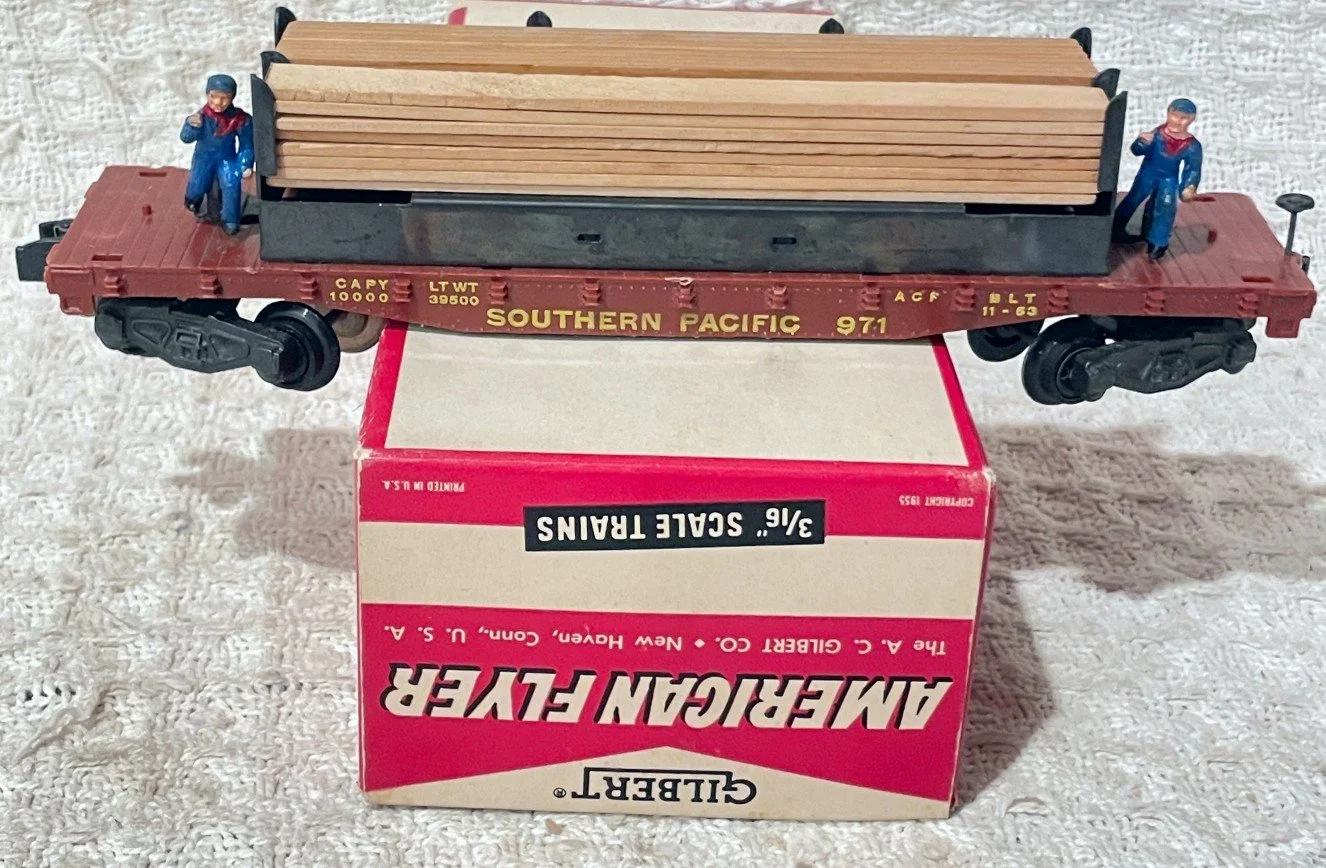 CAPY LT WT
10000 39500
SOUTHERN PACIFIC 971
ACF BLT
11-53
GILBERT®
AMERICAN FLYER
The A. C. GILBERT CO. ♦ New Haven, Conn., U. S. A.
3/16" SCALE TRAINS
COPYRIGHT 1955 PRINTED IN U.S.A.